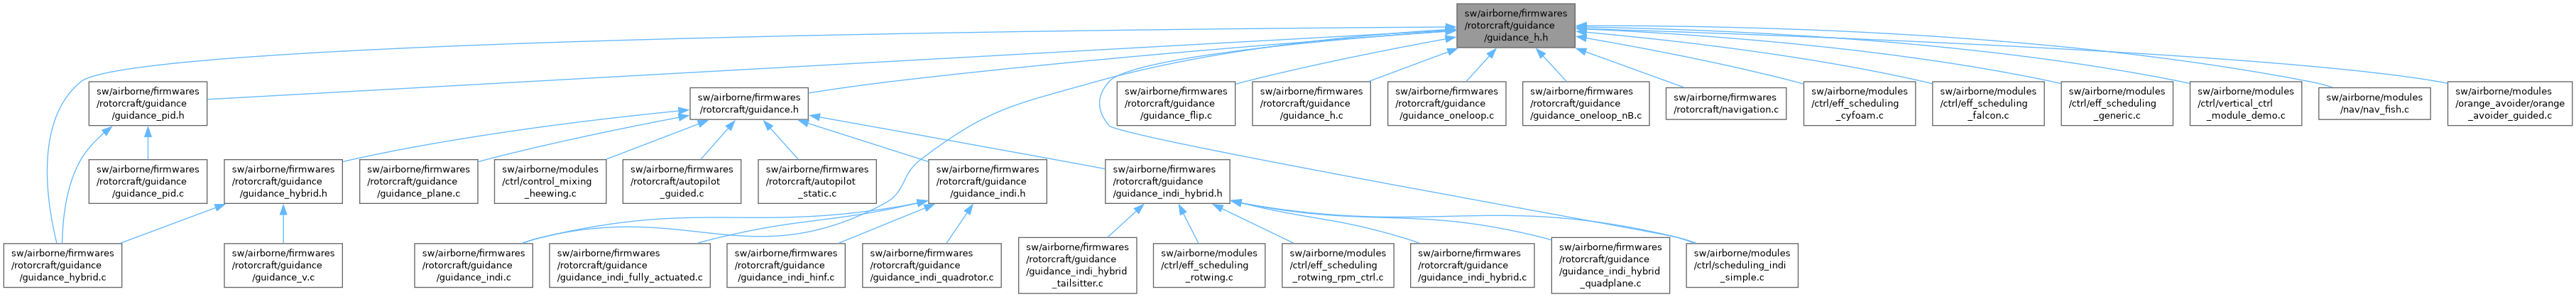 sw/airborne/firmwares
/rotorcraft/guidance
/guidance_h.h
sw/airborne/firmwares
/rotorcraft/guidance
/guidance_pid.h
sw/airborne/firmwares
/rotorcraft/guidance.h
sw/airborne/firmwares
/rotorcraft/guidance
/guidance_flip.c
sw/airborne/firmwares
/rotorcraft/guidance
/guidance_h.c
sw/airborne/firmwares
/rotorcraft/guidance
/guidance_oneloop.c
sw/airborne/firmwares
/rotorcraft/guidance
/guidance_oneloop_nB.c
sw/airborne/firmwares
/rotorcraft/navigation.c
sw/airborne/modules
/ctrl/eff_scheduling
_cyfoam.c
sw/airborne/modules
/ctrl/eff_scheduling
_falcon.c
sw/airborne/modules
/ctrl/eff_scheduling
_generic.c
sw/airborne/modules
/ctrl/vertical_ctrl
_module_demo.c
sw/airborne/modules
/nav/nav_fish.c
sw/airborne/modules
/orange_avoider/orange
_avoider_guided.c
sw/airborne/firmwares
/rotorcraft/guidance
/guidance_pid.c
sw/airborne/firmwares
/rotorcraft/guidance
/guidance_hybrid.h
sw/airborne/firmwares
/rotorcraft/guidance
/guidance_plane.c
sw/airborne/modules
/ctrl/control_mixing
_heewing.c
sw/airborne/firmwares
/rotorcraft/autopilot
_guided.c
sw/airborne/firmwares
/rotorcraft/autopilot
_static.c
sw/airborne/firmwares
/rotorcraft/guidance
/guidance_indi.h
sw/airborne/firmwares
/rotorcraft/guidance
/guidance_indi_hybrid.h
sw/airborne/firmwares
/rotorcraft/guidance
/guidance_hybrid.c
sw/airborne/firmwares
/rotorcraft/guidance
/guidance_v.c
sw/airborne/firmwares
/rotorcraft/guidance
/guidance_indi.c
sw/airborne/firmwares
/rotorcraft/guidance
/guidance_indi_fully_actuated.c
sw/airborne/firmwares
/rotorcraft/guidance
/guidance_indi_hinf.c
sw/airborne/firmwares
/rotorcraft/guidance
/guidance_indi_quadrotor.c
sw/airborne/firmwares
/rotorcraft/guidance
/guidance_indi_hybrid
_tailsitter.c
sw/airborne/modules
/ctrl/eff_scheduling
_rotwing.c
sw/airborne/modules
/ctrl/eff_scheduling
_rotwing_rpm_ctrl.c
sw/airborne/firmwares
/rotorcraft/guidance
/guidance_indi_hybrid.c
sw/airborne/firmwares
/rotorcraft/guidance
/guidance_indi_hybrid
_quadplane.c
sw/airborne/modules
/ctrl/scheduling_indi
_simple.c